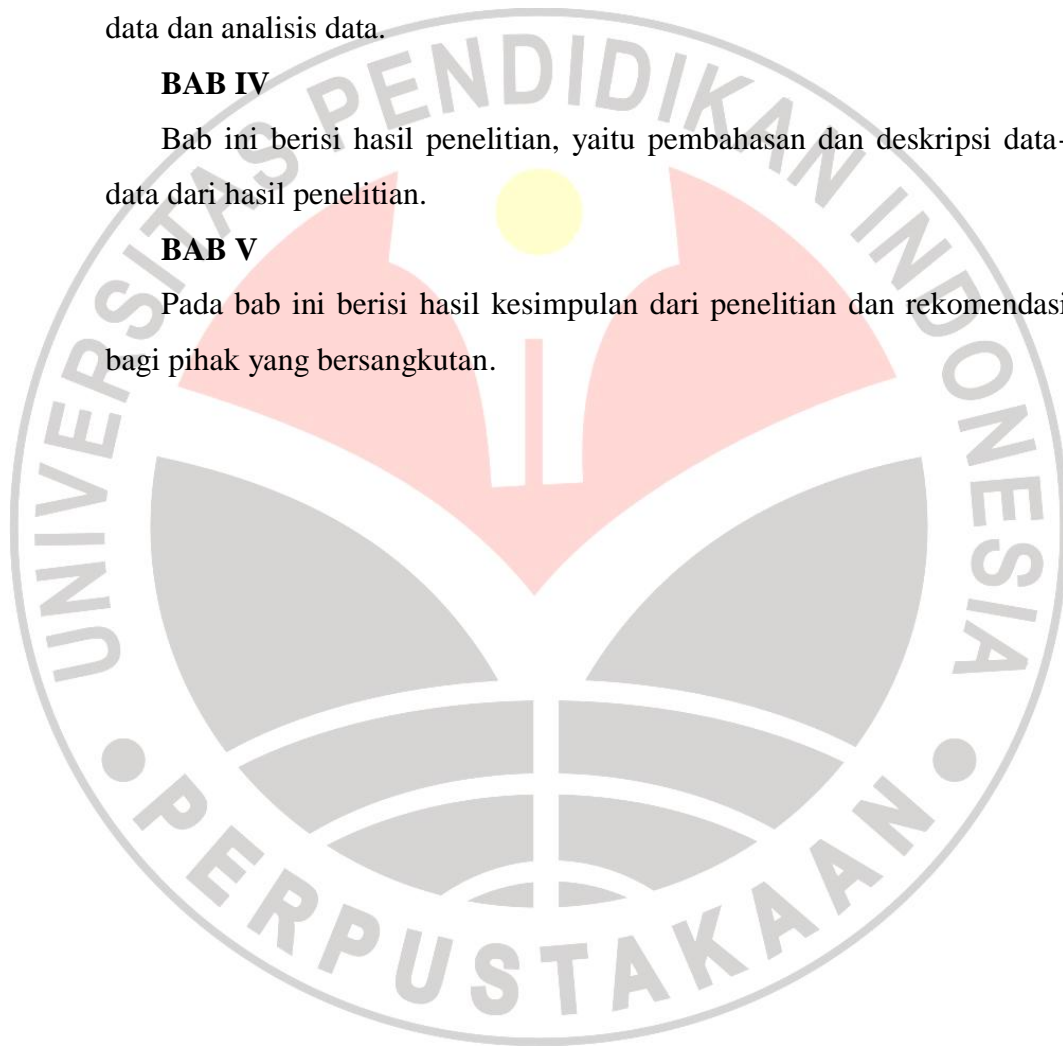 data dan analisis data.
BAB IV
Bab ini berisi hasil penelitian, yaitu pembahasan dan deskripsi data-
data dari hasil penelitian.
BAB V
Pada bab ini berisi hasil kesimpulan dari penelitian dan rekomendasi
bagi pihak yang bersangkutan.
UNIVERSITAS PENDIDIKAN INDONESIA
PERPUSTAKAAN